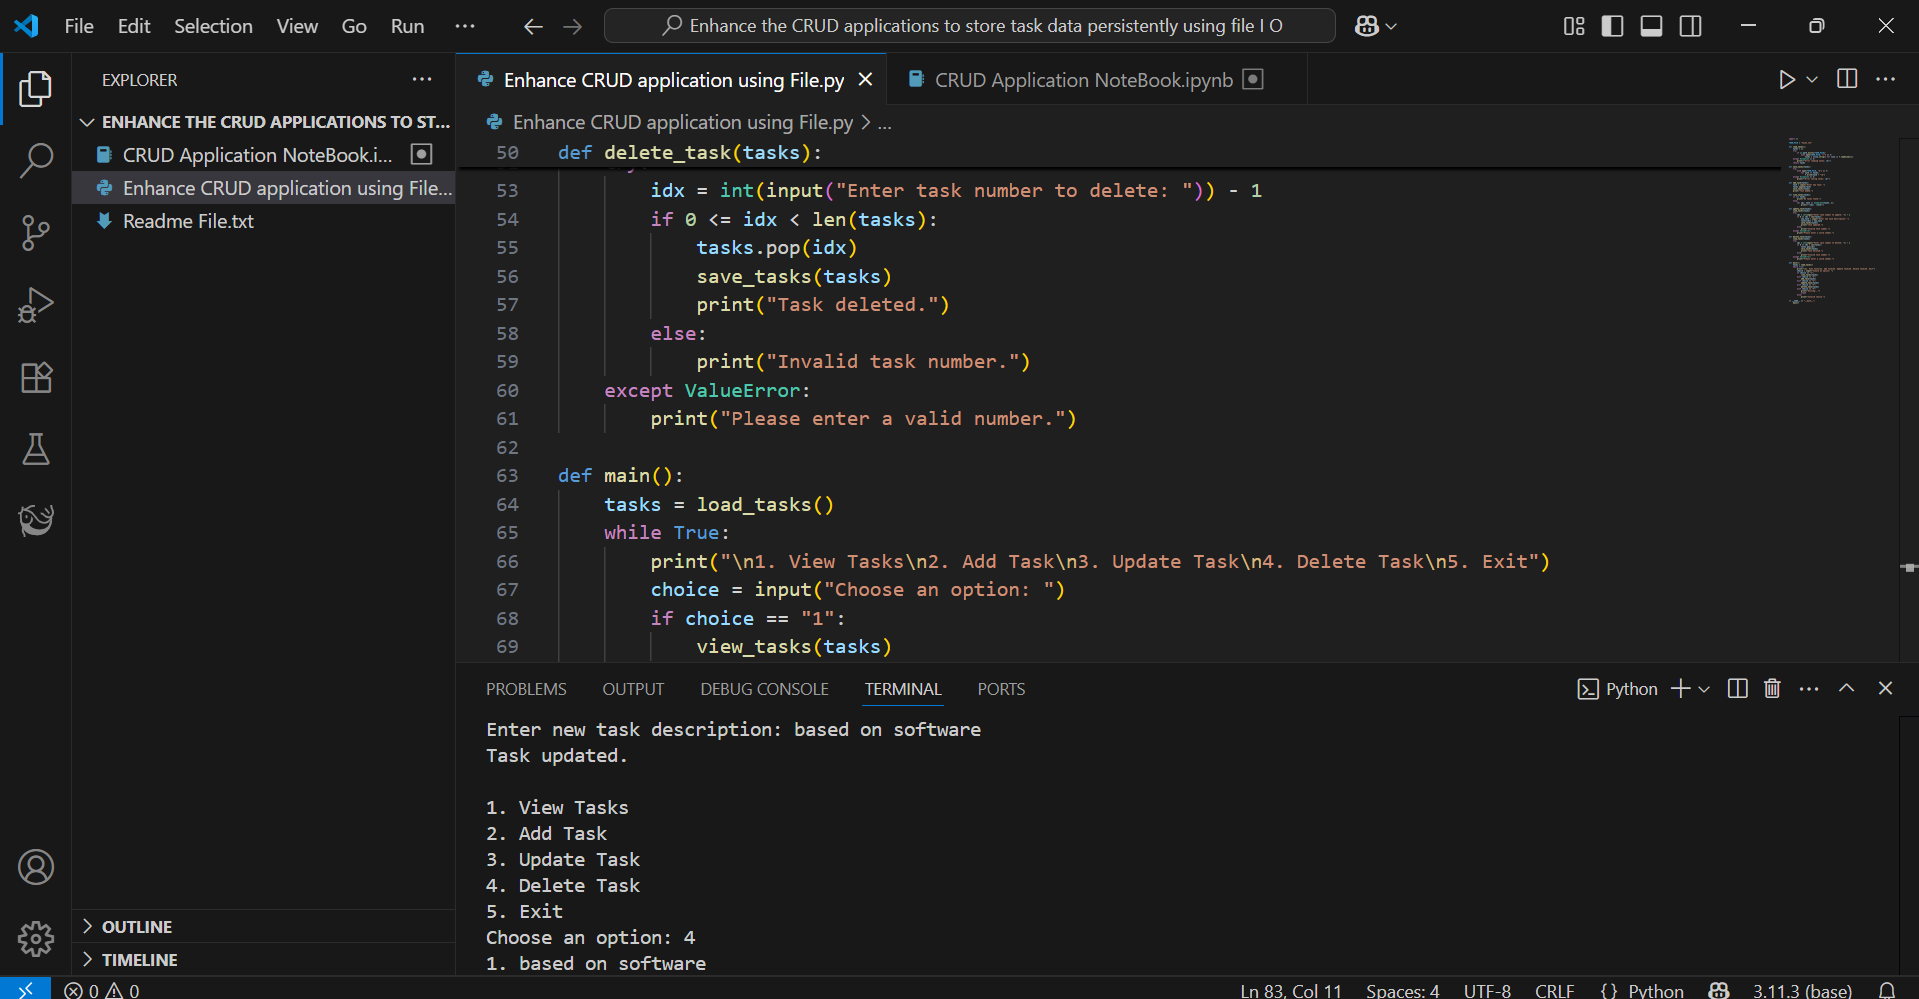 File Edit Selection View Go Run ··· Enhance the CRUD applications to store task data persistently using file I O
EXPLORER ···
ENHANCE THE CRUD APPLICATIONS TO ST...
CRUD Application NoteBook.i...
Enhance CRUD application using File...
Readme File.txt
OUTLINE
TIMELINE
Enhance CRUD application using File.py CRUD Application NoteBook.ipynb
Enhance CRUD application using File.py > ...
50 def delete_task(tasks):
53 idx = int(input("Enter task number to delete: ")) - 1
54 if 0 <= idx < len(tasks):
55 tasks.pop(idx)
56 save_tasks(tasks)
57 print("Task deleted.")
58 else:
59 print("Invalid task number.")
60 except ValueError:
61 print("Please enter a valid number.")
62
63 def main():
64 tasks = load_tasks()
65 while True:
66 print("\n1. View Tasks\n2. Add Task\n3. Update Task\n4. Delete Task\n5. Exit")
67 choice = input("Choose an option: ")
68 if choice == "1":
69 view_tasks(tasks)
PROBLEMS OUTPUT DEBUG CONSOLE TERMINAL PORTS Python
Enter new task description: based on software
Task updated.
1. View Tasks
2. Add Task
3. Update Task
4. Delete Task
5. Exit
Choose an option: 4
1. based on software
0 0 Ln 83, Col 11 Spaces: 4 UTF-8 CRLF {} Python 3.11.3 (base)